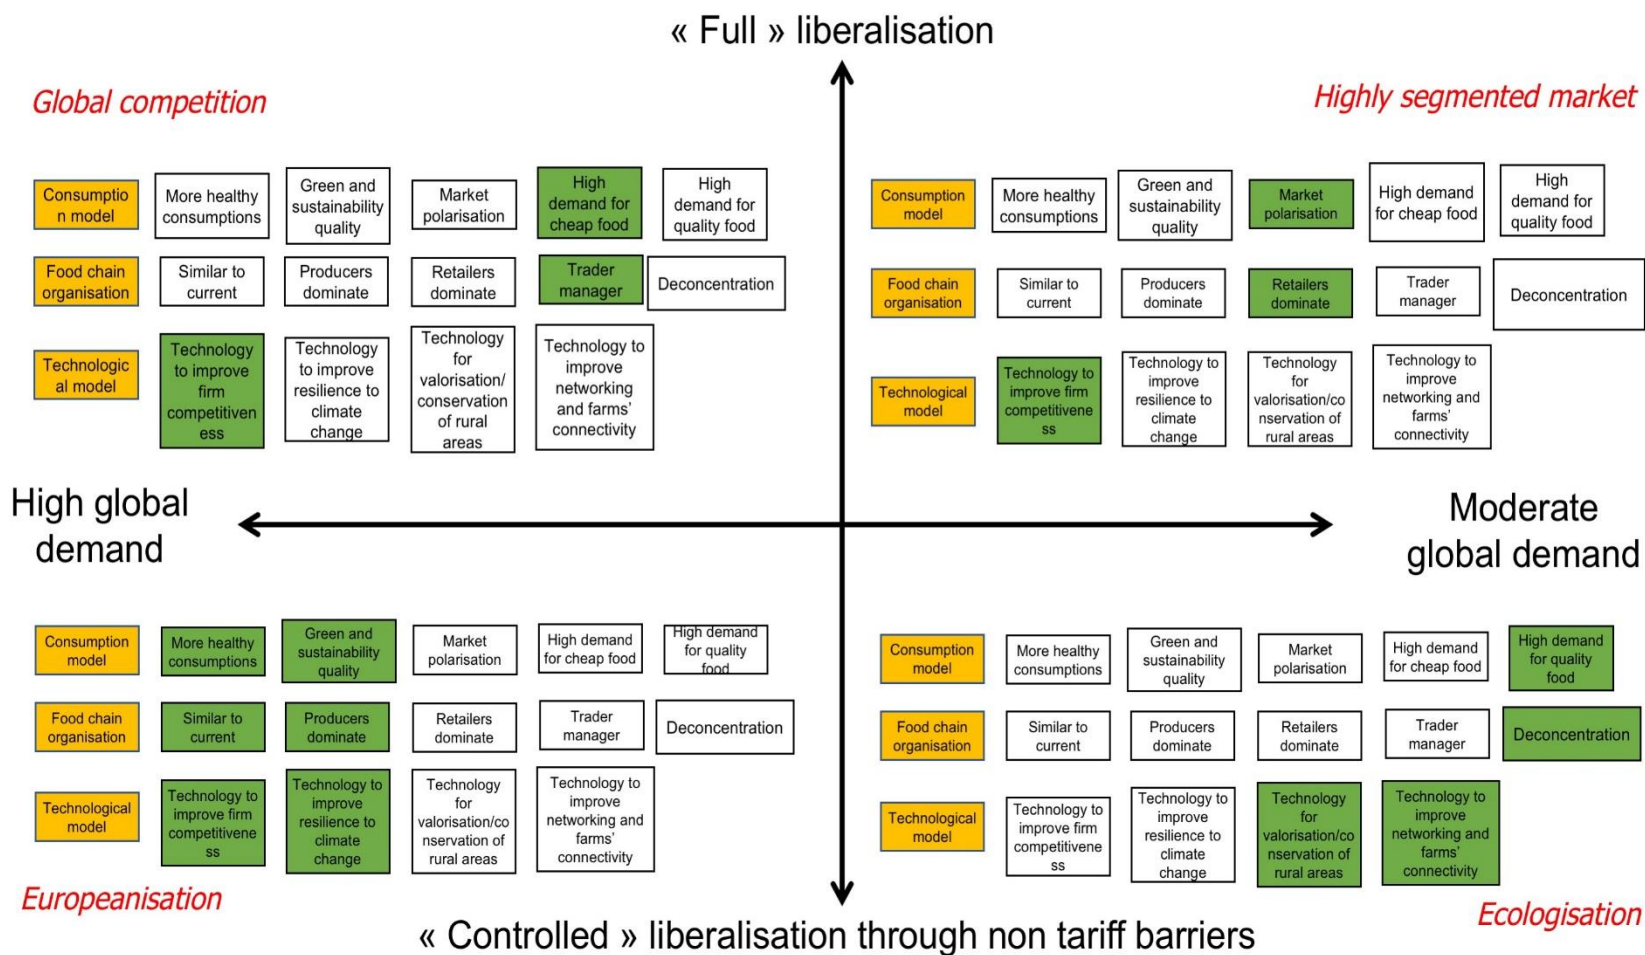 « Full » liberalisation
Global competition
Highly segmented market
Consumptio
n model
More healthy
consumptions
Green and
sustainability
quality
Market
polarisation
High
demand for
cheap food
High
demand for
quality food
Food chain
organisation
Similar to
current
Producers
dominate
Retailers
dominate
Trader
manager
Deconcentration
Technologic
al model
Technology
to improve
firm
competitiven
ess
Technology
to improve
resilience to
climate
change
Technology
for
valorisation/
conservation
of rural
areas
Technology to
improve
networking
and farms'
connectivity
Consumption
model
More healthy
consumptions
Green and
sustainability
quality
Market
polarisation
High demand
for cheap food
High
demand for
quality food
Food chain
organisation
Similar to
current
Producers
dominate
Retailers
dominate
Trader
manager
Deconcentration
Technological
model
Technology to
improve firm
competitivene
ss
Technology to
improve
resilience to
climate
change
Technology
for
valorisation/co
nservation of
rural areas
Technology to
improve
networking and
farms'
connectivity
High global
demand
Moderate
global demand
Consumption
model
More healthy
consumptions
Green and
sustainability
quality
Market
polarisation
High demand
for cheap food
High demand
for quality
food
Food chain
organisation
Similar to
current
Producers
dominate
Retailers
dominate
Trader
manager
Deconcentration
Technological
model
Technology to
improve firm
competitivene
ss
Technology to
improve
resilience to
climate
change
Technology
for
valorisation/co
nservation of
rural areas
Technology to
improve
networking and
farms'
connectivity
Europeanisation
Consumption
model
More healthy
consumptions
Green and
sustainability
quality
Market
polarisation
High demand
for cheap food
High demand
for quality
food
Food chain
organisation
Similar to
current
Producers
dominate
Retailers
dominate
Trader
manager
Deconcentration
Technological
model
Technology to
improve firm
competitivene
ss
Technology to
improve
resilience to
climate
change
Technology
for
valorisation/co
nservation of
rural areas
Technology to
improve
networking and
farms'
connectivity
Ecologisation
« Controlled » liberalisation through non tariff barriers